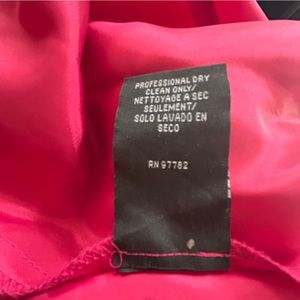 PROFESSIONAL DRY
CLEAN ONLY/
NETTOYAGE A SEC
SEULEMENT/
SOLO LAVADO EN
SECO
RN 97782